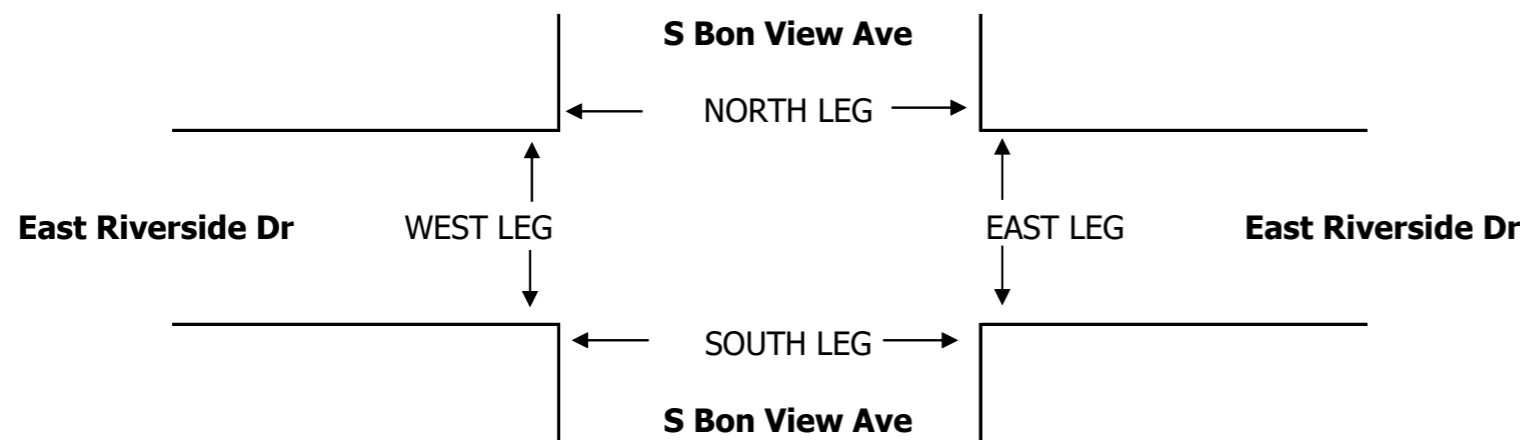 S Bon View Ave
NORTH LEG
East Riverside Dr WEST LEG EAST LEG East Riverside Dr
SOUTH LEG
S Bon View Ave